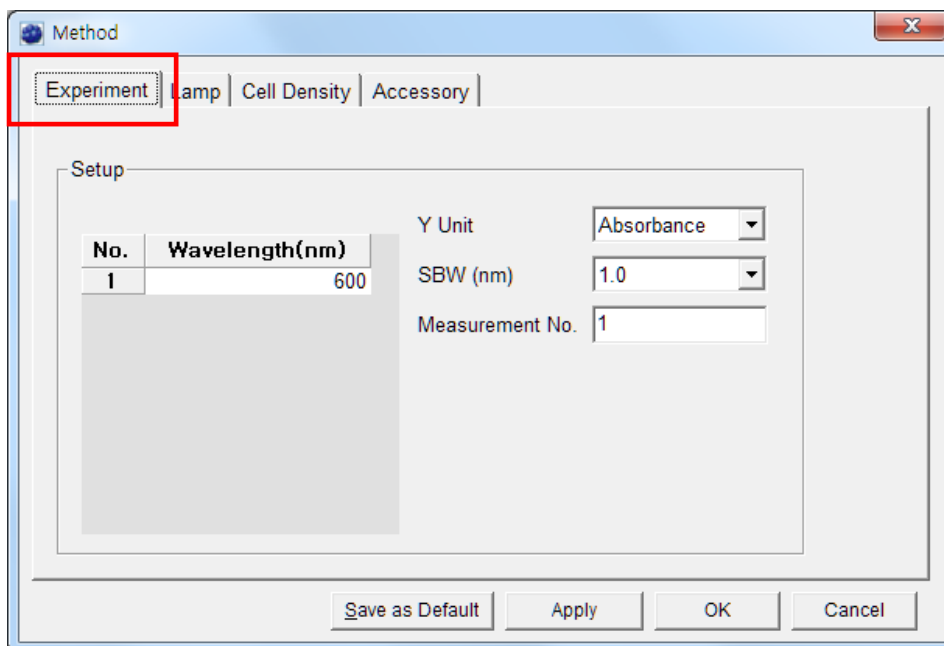 Method
Experiment Lamp Cell Density Accessory
Setup
Y Unit Absorbance
No. Wavelength(nm)
1 600
SBW (nm) 1.0
Measurement No. 1
Save as Default Apply OK Cancel